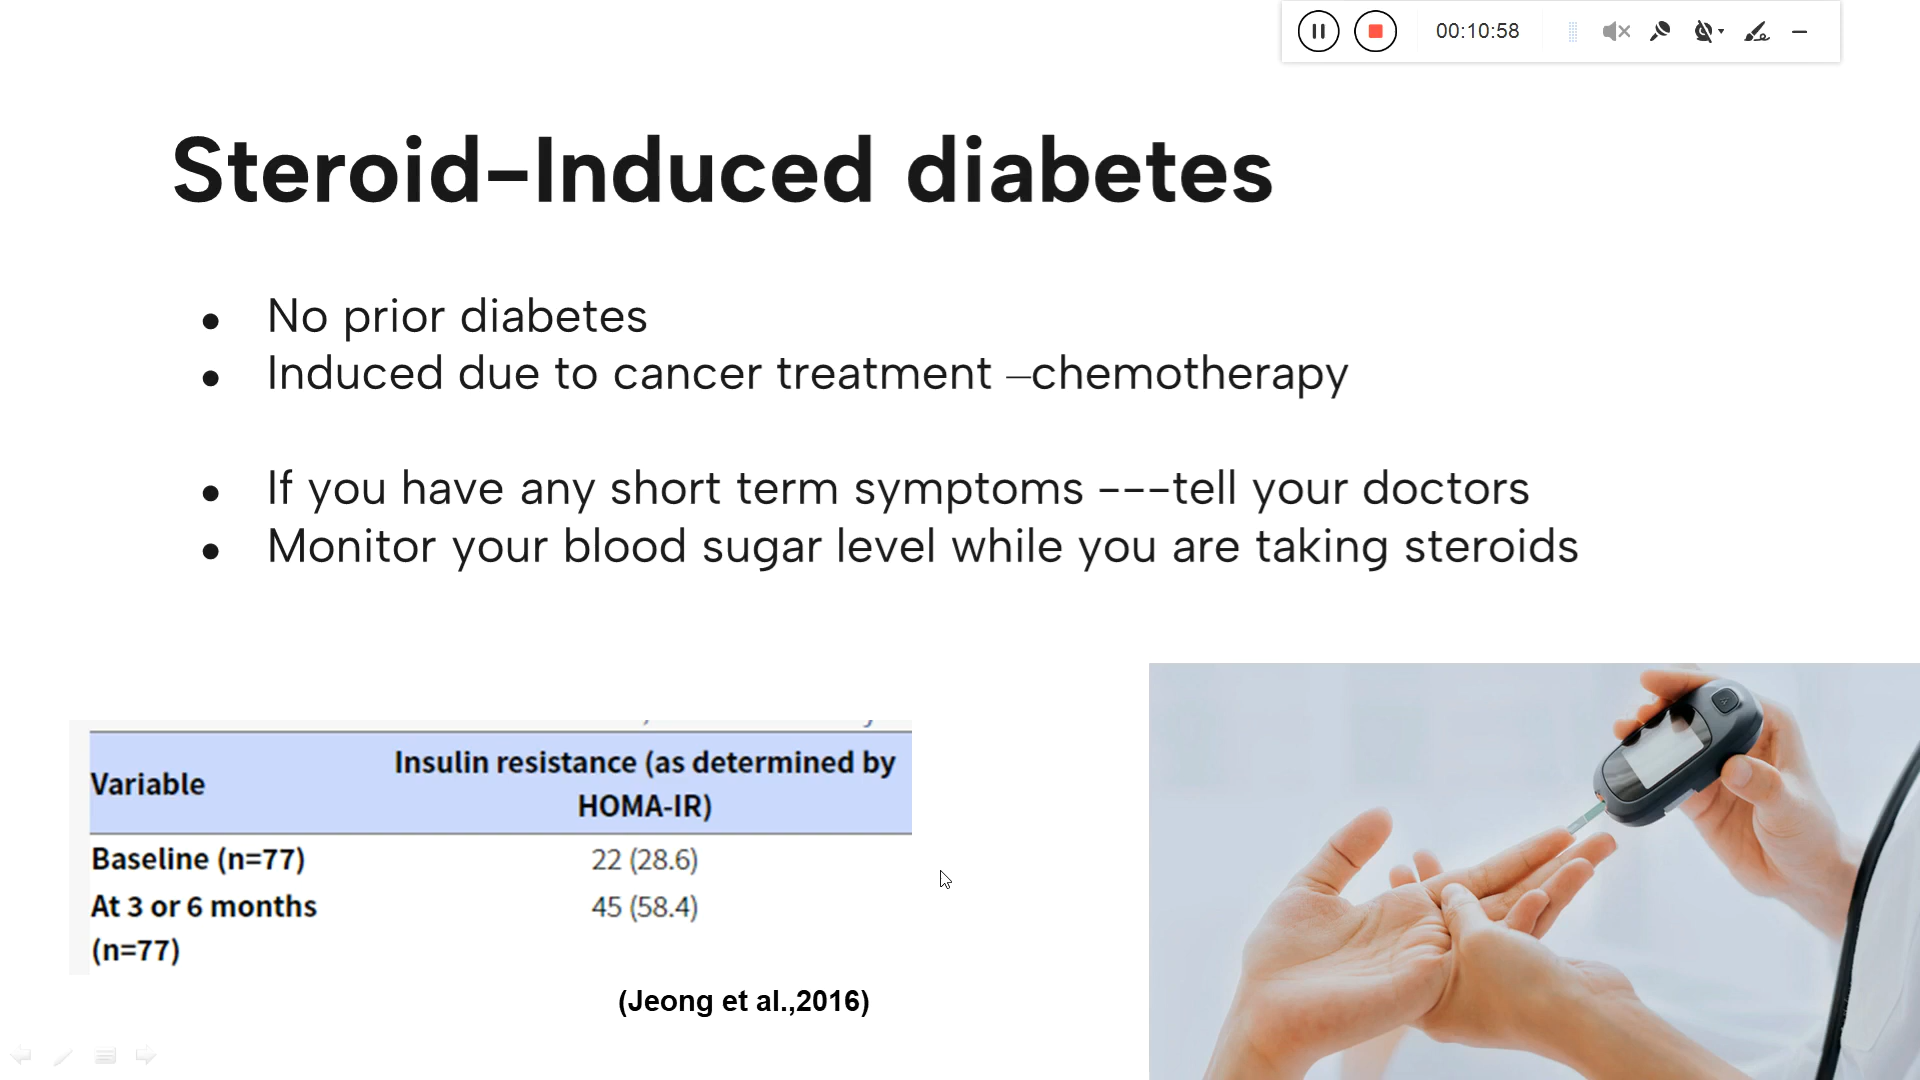 00:10:58
Steroid-Induced diabetes
● No prior diabetes
● Induced due to cancer treatment –chemotherapy
● If you have any short term symptoms ---tell your doctors
● Monitor your blood sugar level while you are taking steroids
Variable
Insulin resistance (as determined by
HOMA-IR)
Baseline (n=77) 22 (28.6)
At 3 or 6 months 45 (58.4)
(n=77)
(Jeong et al.,2016)